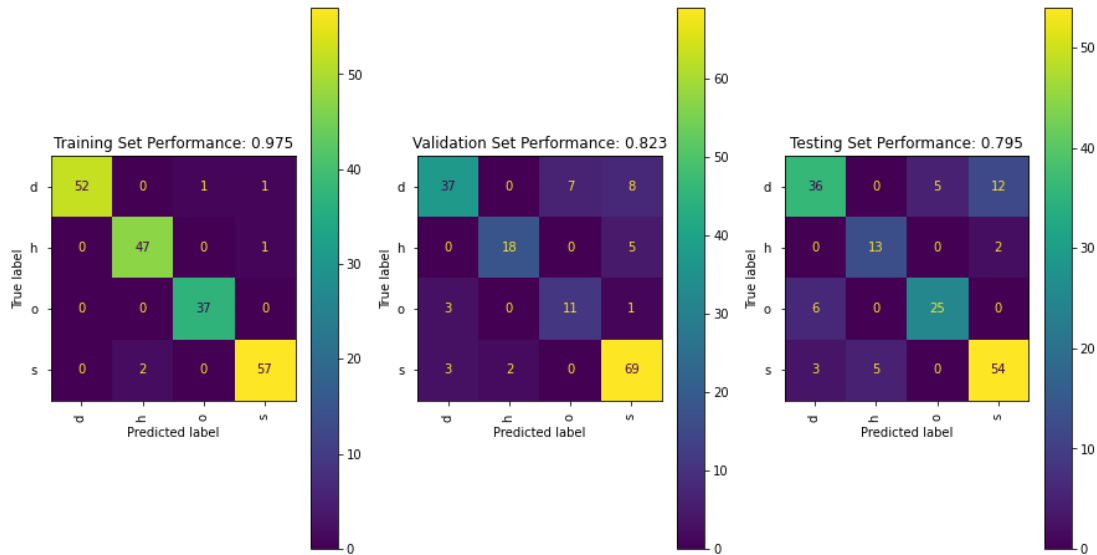 Training Set Performance: 0.975
True label
d 52 0 1 1
h 0 47 0 1
o 0 0 37 0
s 0 2 0 57
d h o s
Predicted label
50
40
30
20
10
0
Validation Set Performance: 0.823
True label
d 37 0 7 8
h 0 18 0 5
o 3 0 11 1
s 3 2 0 69
d h o s
Predicted label
60
50
40
30
20
10
0
Testing Set Performance: 0.795
True label
d 36 0 5 12
h 0 13 0 2
o 6 0 25 0
s 3 5 0 54
d h o s
Predicted label
50
40
30
20
10
0